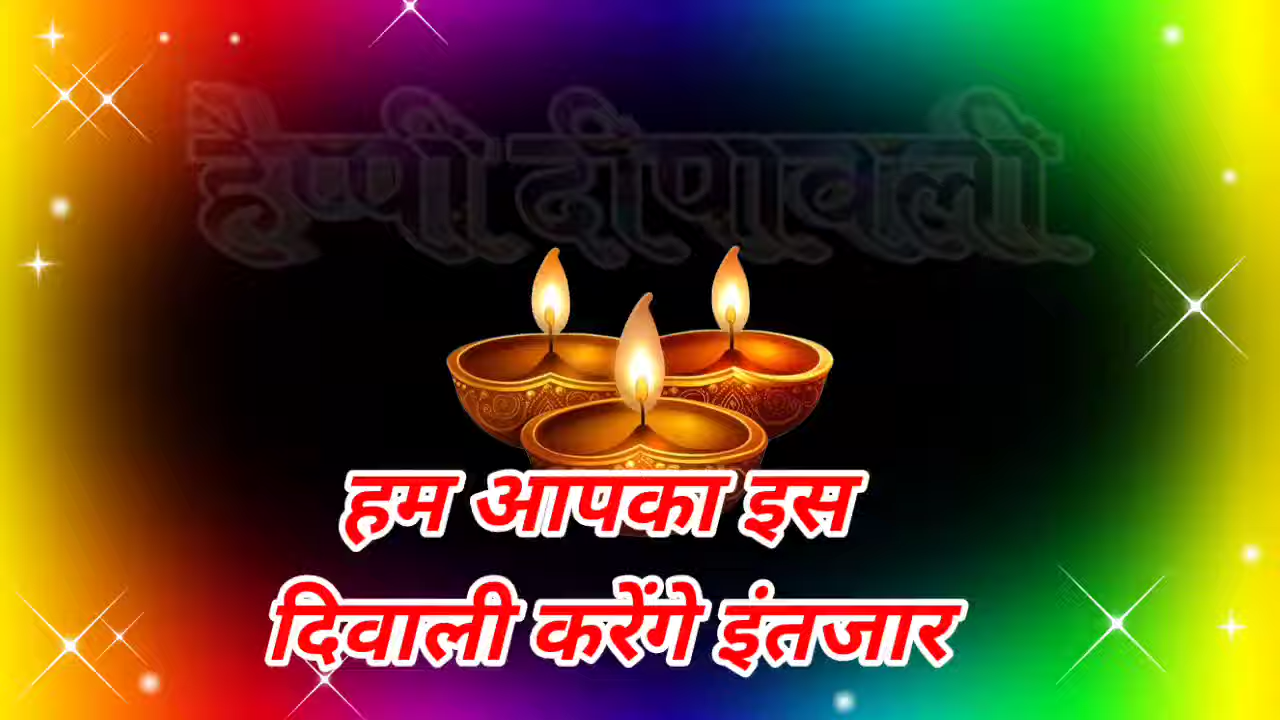 हैप्पी दीपावली
हम आपका इस
दिवाली करेंगे इंतजार